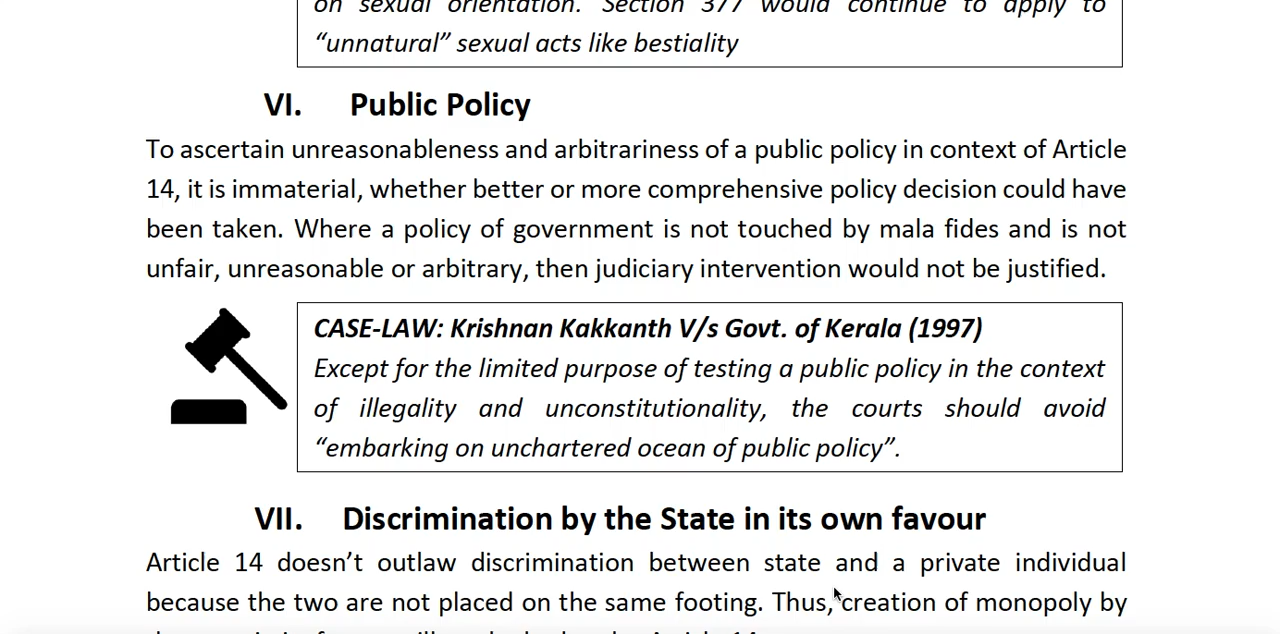 on sexual orientation. Section 377 would continue to apply to
“unnatural” sexual acts like bestiality
VI. Public Policy
To ascertain unreasonableness and arbitrariness of a public policy in context of Article
14, it is immaterial, whether better or more comprehensive policy decision could have
been taken. Where a policy of government is not touched by mala fides and is not
unfair, unreasonable or arbitrary, then judiciary intervention would not be justified.
CASE-LAW: Krishnan Kakkanth V/s Govt. of Kerala (1997)
Except for the limited purpose of testing a public policy in the context
of illegality and unconstitutionality, the courts should avoid
“embarking on unchartered ocean of public policy”.
VII. Discrimination by the State in its own favour
Article 14 doesn’t outlaw discrimination between state and a private individual
because the two are not placed on the same footing. Thus, creation of monopoly by